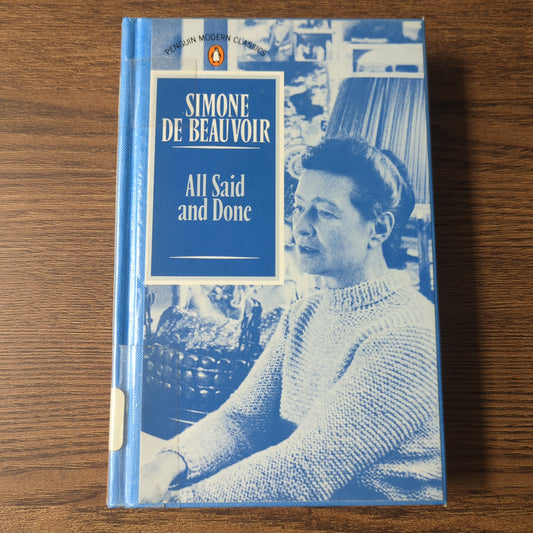 PENGUIN MODERN CLASSICS
SIMONE
DE BEAUVOIR
All Said
and Done